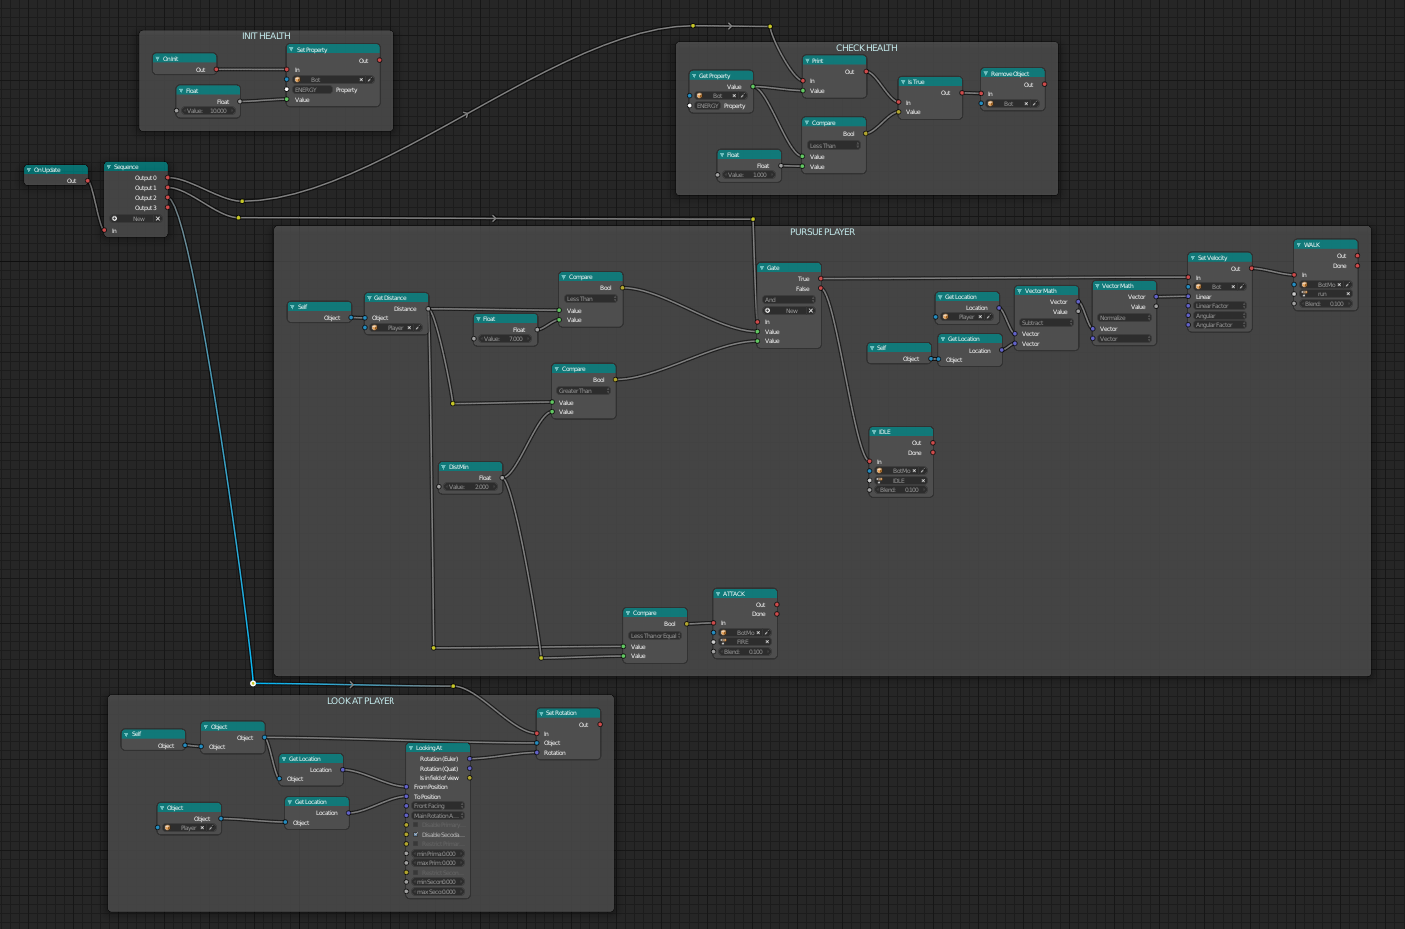 INIT HEALTH
On Init
Out
Set Property
Out
In
Bot
ENERGY
Property
Value
Float
Float
Value: 10.000
CHECK HEALTH
Get Property
Value
Bot
ENERGY
Property
Print
Out
In
Value
Is True
Out
In
Value
Remove Object
Out
In
Bot
Compare
Bool
Less Than
Value
Value
Float
Float
Value: 1.000
On Update
Out
Sequence
Output 0
Output 1
Output 2
Output 3
New
In
PURSUE PLAYER
Self
Object
Get Distance
Distance
Object
Player
Float
Float
Value: 7.000
Compare
Bool
Less Than
Value
Value
Compare
Bool
Greater Than
Value
Value
DistMin
Float
Value: 2.000
Gate
True
False
And
New
In
Value
Value
Get Location
Location
Player
Self
Object
Get Location
Location
Object
Vector Math
Vector
Value
Subtract
Vector
Vector
Vector Math
Vector
Value
Normalize
Vector
Vector
Set Velocity
Out
In
Bot
Linear
Linear Factor
Angular
Angular Factor
WALK
Out
Done
In
BotMo
run
Blend: 0.100
IDLE
Out
Done
In
BotMo
IDLE
Blend: 0.100
Compare
Bool
Less Than or Equal
Value
Value
ATTACK
Out
Done
In
BotMo
FIRE
Blend: 0.100
LOOK AT PLAYER
Self
Object
Object
Object
Object
Get Location
Location
Object
Object
Object
Player
Get Location
Location
Object
Looking At
Rotation (Euler)
Rotation (Quat)
Is in field of view
From Position
To Position
Front Facing
Main Rotation A...
Disable Secoda...
min Prima 0.000
max Prim 0.000
min Secon 0.000
max Seco 0.000
Set Rotation
Out
In
Object
Rotation